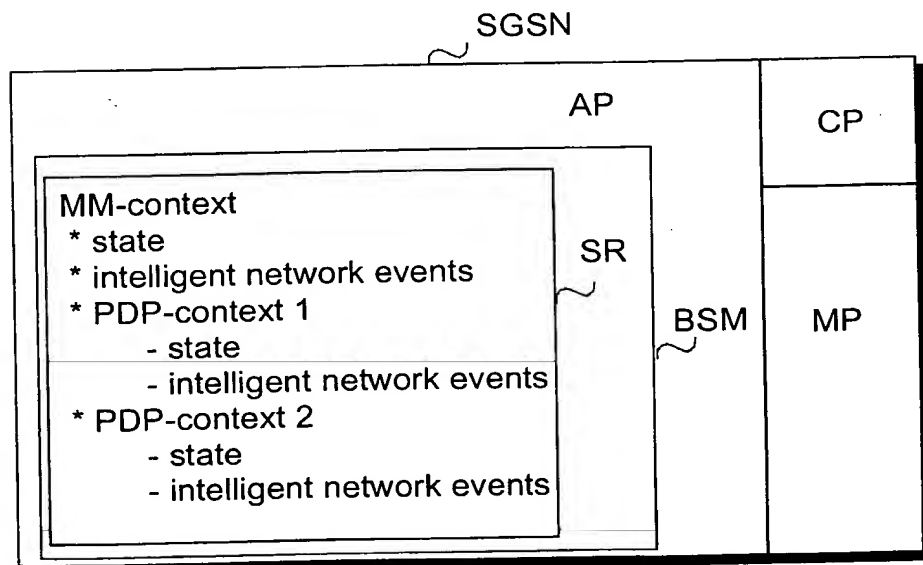 SGSN
AP
CP
MM-context
* state
* intelligent network events
* PDP-context 1
- state
- intelligent network events
* PDP-context 2
- state
- intelligent network events
SR
BSM
MP